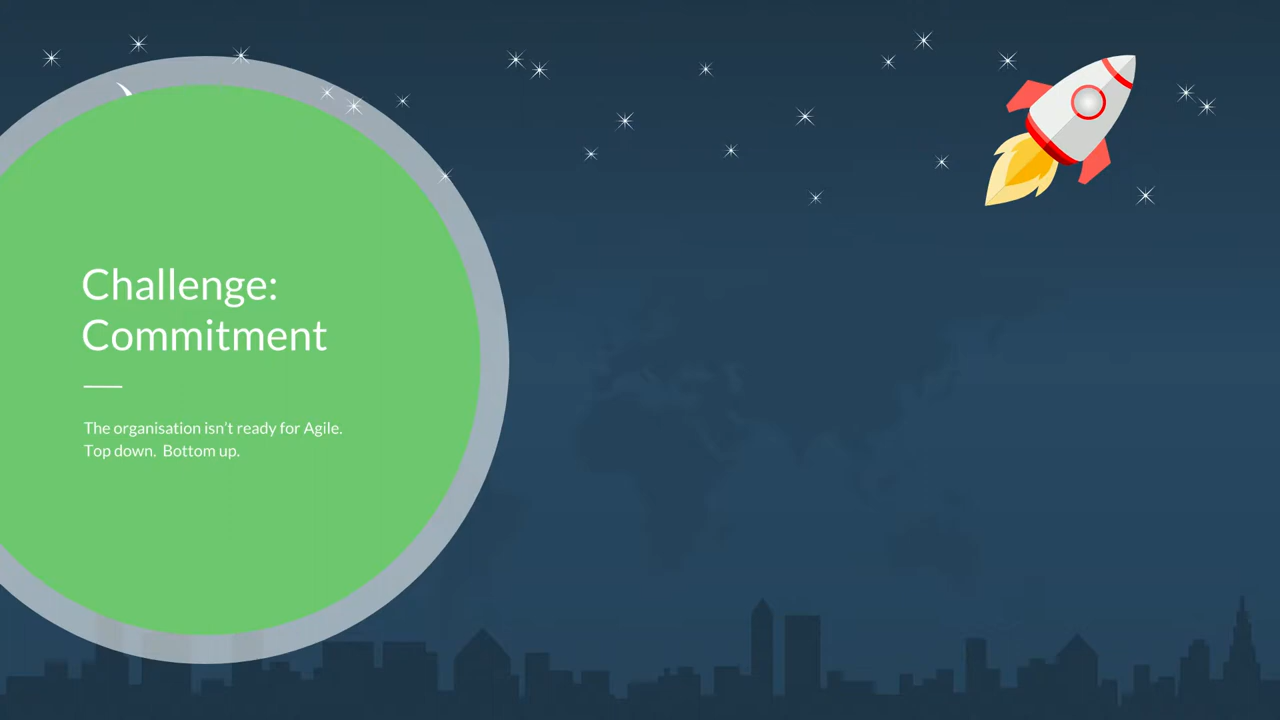 Challenge:
Commitment
The organisation isn't ready for Agile.
Top down.  Bottom up.